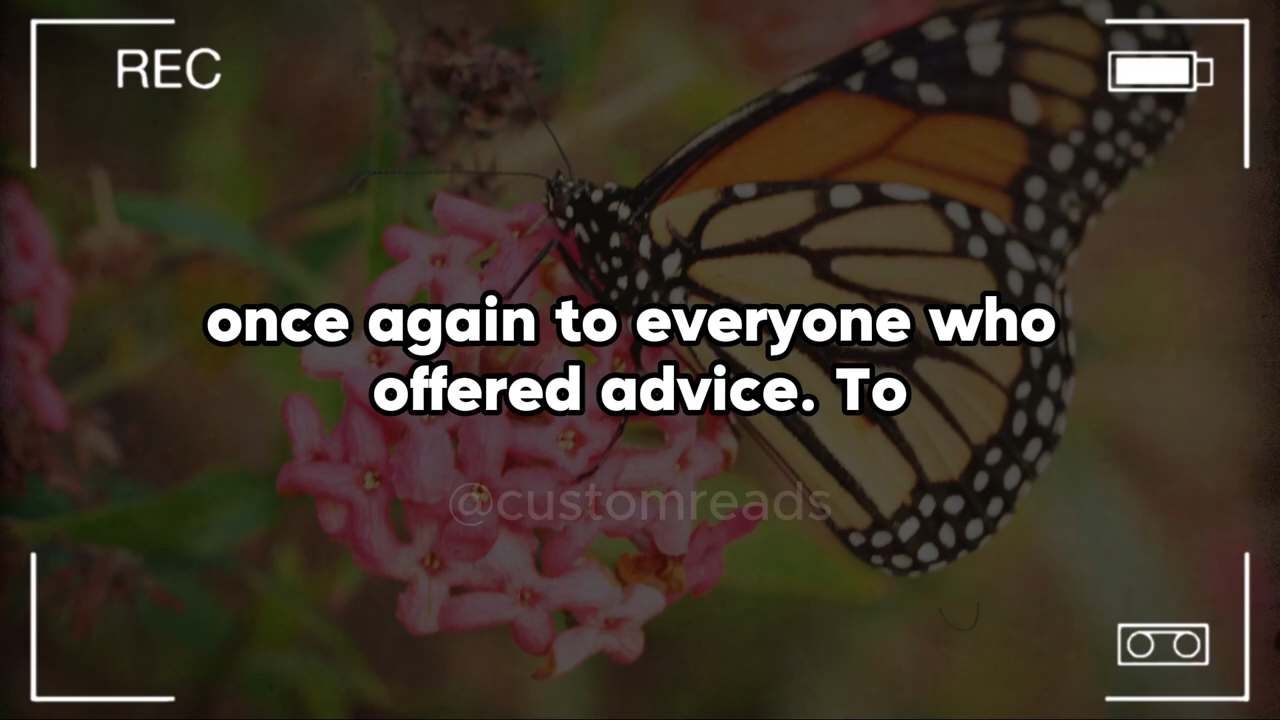 REC
once again to everyone who
offered advice. To
@customreads